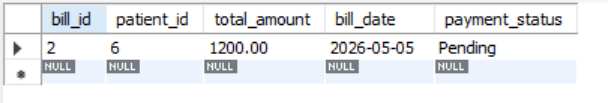 bill_id patient_id total_amount bill_date payment_status
2 6 1200.00 2026-05-05 Pending
NULL NULL NULL NULL NULL